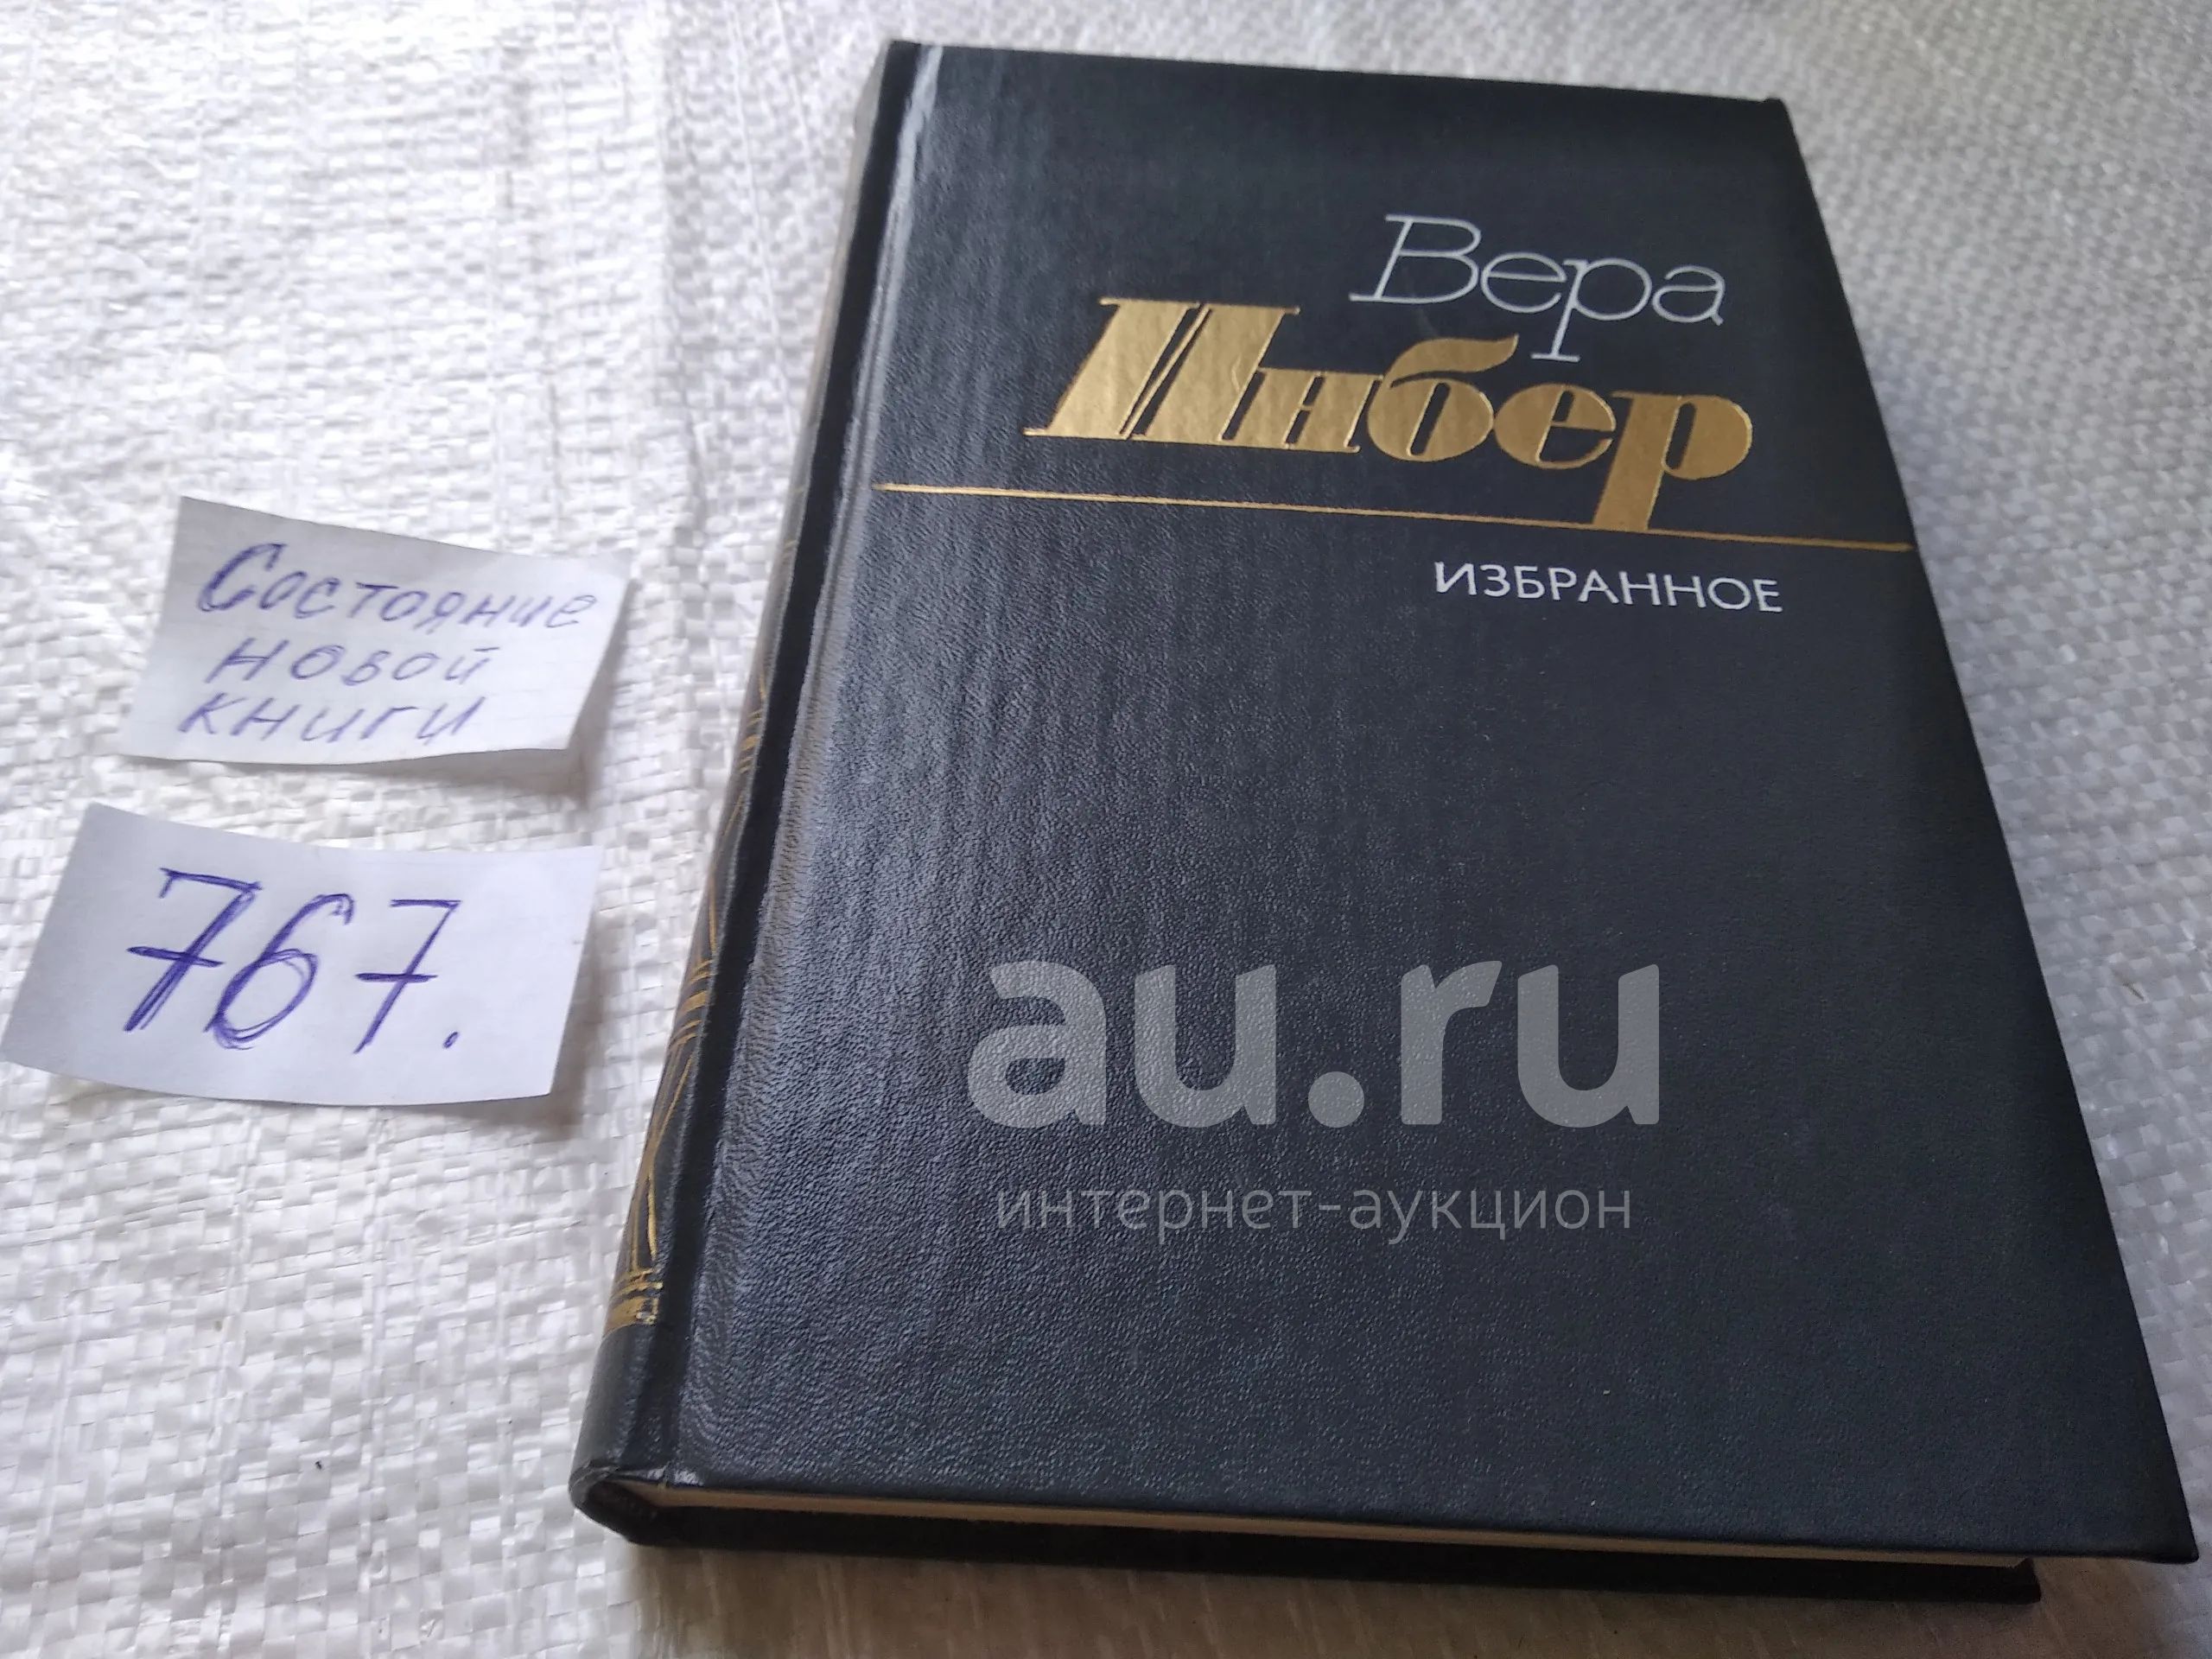 Вера
Инбер
ИЗБРАННОЕ
Состояние
новой
книги
767.
au.ru
интернет-аукцион